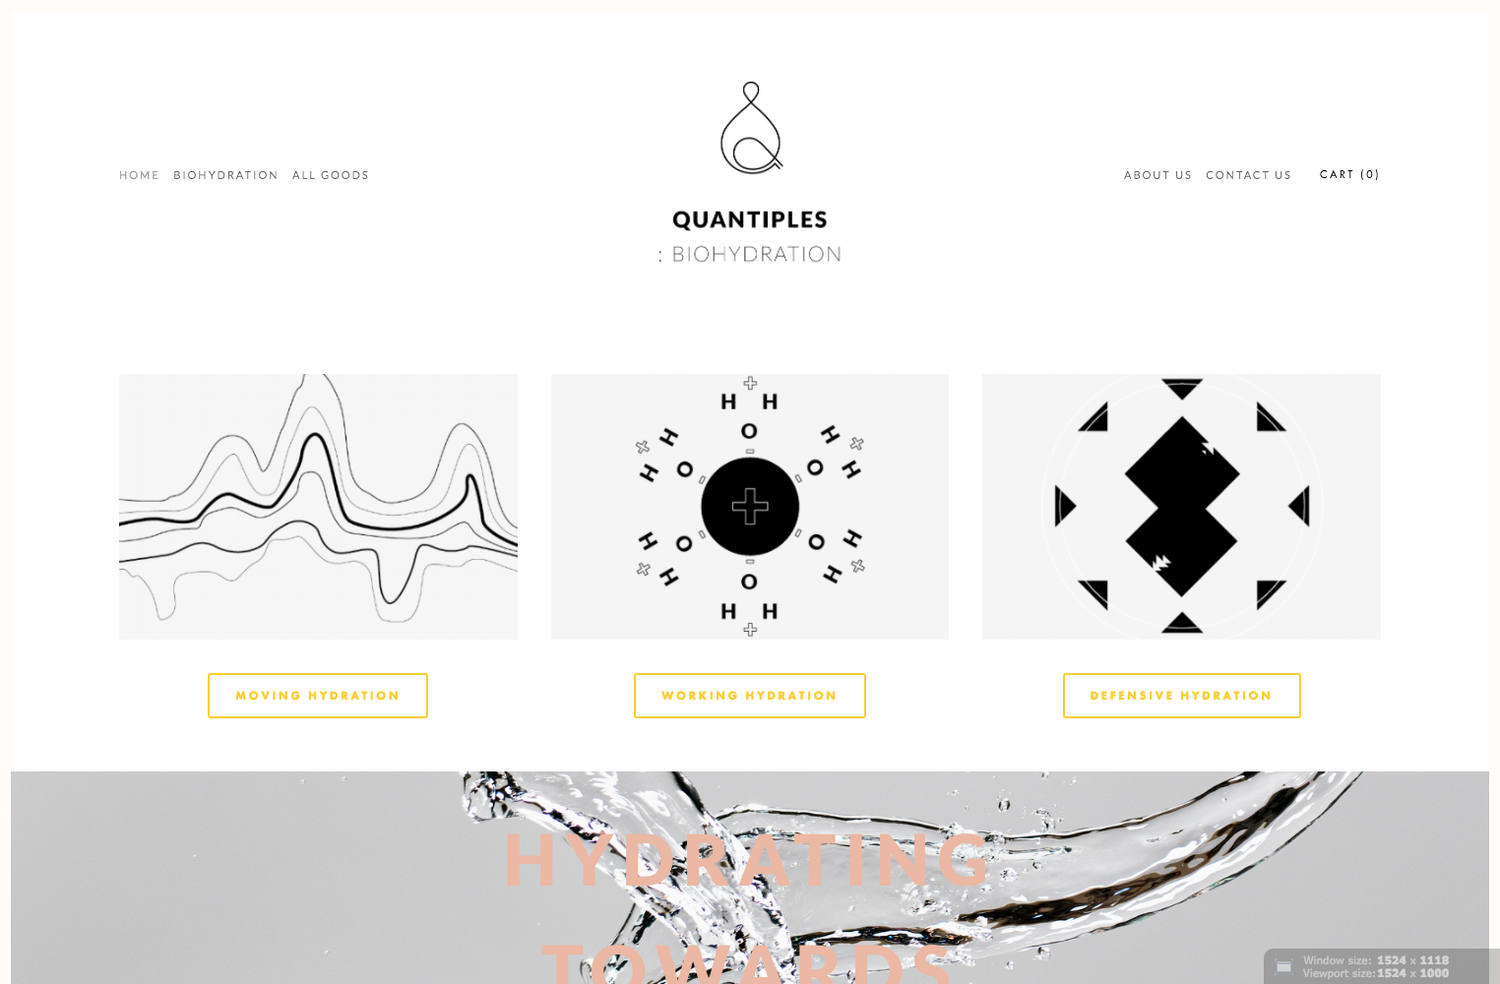 HOME BIOHYDRATION ALL GOODS
QUANTIPLES
: BIOHYDRATION
ABOUT US CONTACT US CART (0)
H H
O
H O H
H O H
H O H
H O H
O
H H
MOVING HYDRATION
WORKING HYDRATION
DEFENSIVE HYDRATION
HYDRATING
TOWARDS
Window size: 1524 x 1118
Viewport size: 1524 x 1000